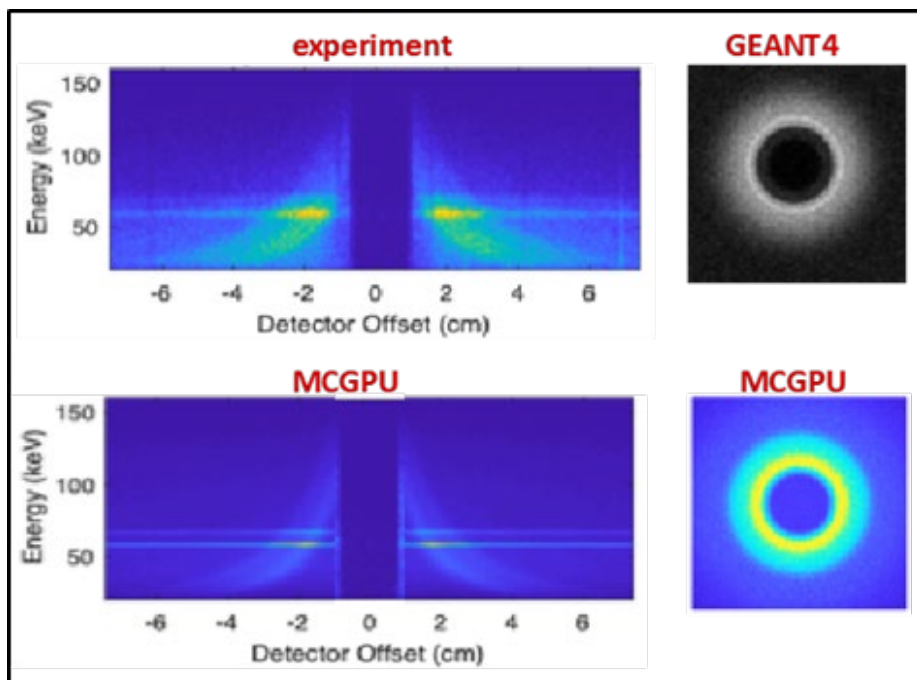 experiment
GEANT4
Energy (keV)
150
100
50
-6 -4 -2 0 2 4 6
Detector Offset (cm)
MCGPU
MCGPU
Energy (keV)
150
100
50
-6 -4 -2 0 2 4 6
Detector Offset (cm)